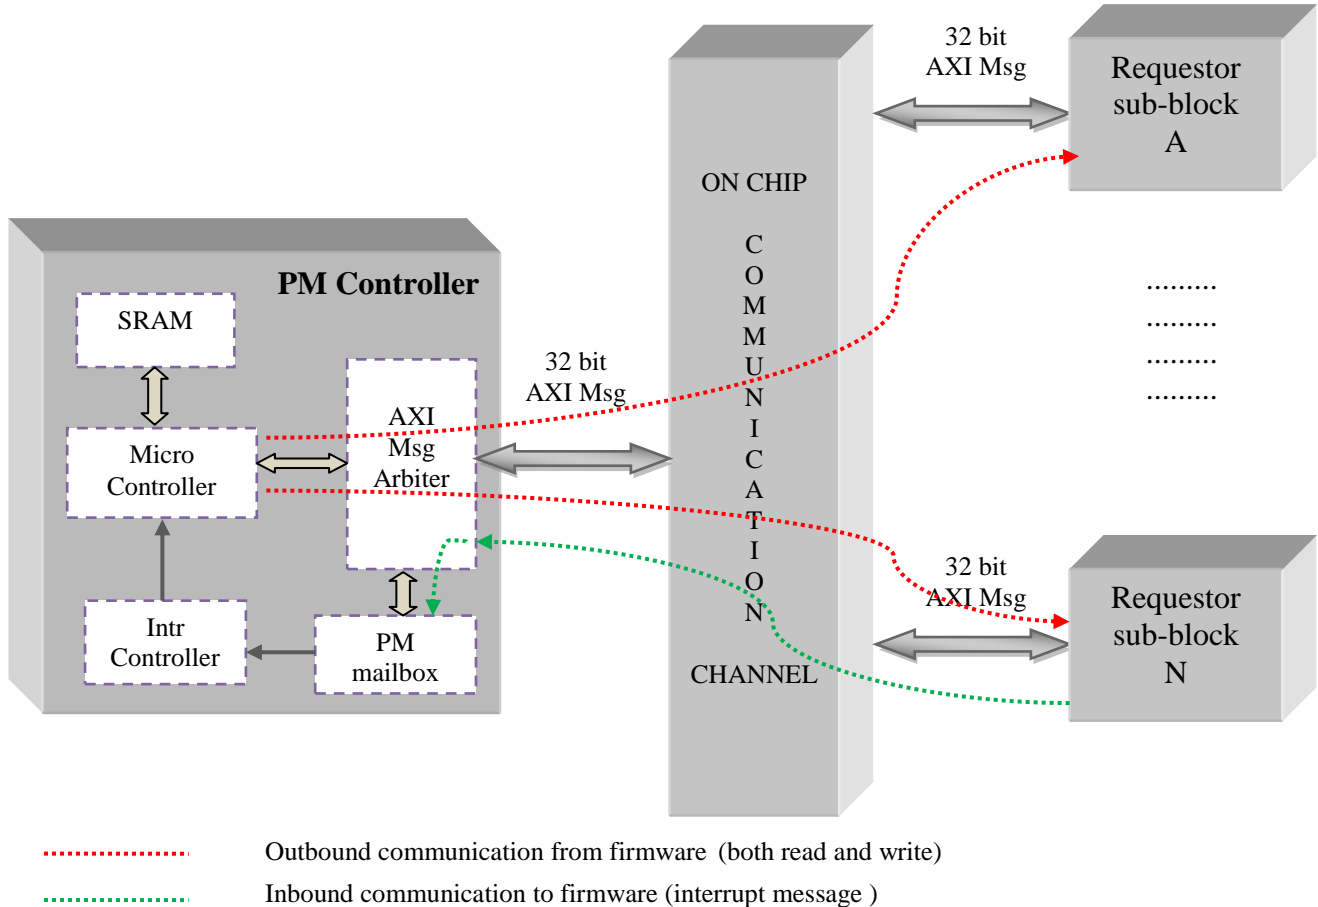 32 bit
AXI Msg
Requestor
sub-block
A
ON CHIP
C
O
M
M
U
N
I
C
A
T
I
O
N
CHANNEL
.........
.........
.........
.........
PM Controller
SRAM
32 bit
AXI Msg
AXI
Msg
Arbiter
Micro
Controller
32 bit
AXI Msg
Requestor
sub-block
N
Intr
Controller
PM
mailbox
Outbound communication from firmware (both read and write)
Inbound communication to firmware (interrupt message )